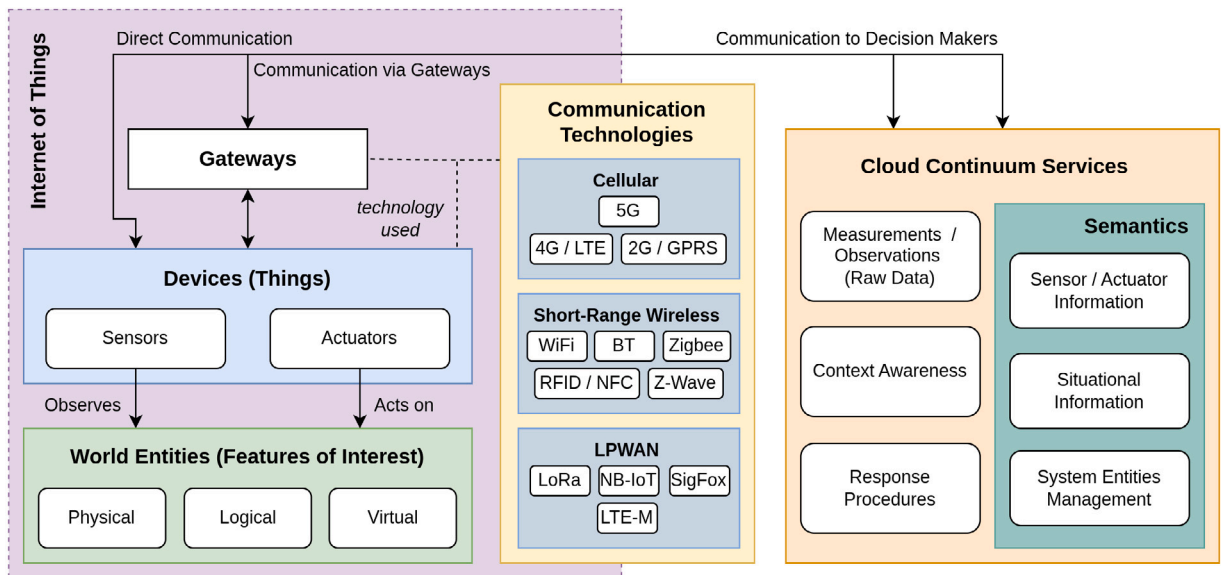 Internet of Things
Direct Communication
Communication via Gateways
Communication to Decision Makers
Gateways
technology
used
Devices (Things)
Sensors
Actuators
Observes
Acts on
World Entities (Features of Interest)
Physical
Logical
Virtual
Communication
Technologies
Cellular
5G
4G / LTE
2G / GPRS
Short-Range Wireless
WiFi
BT
Zigbee
RFID / NFC
Z-Wave
LPWAN
LoRa
NB-IoT
SigFox
LTE-M
Cloud Continuum Services
Measurements /
Observations
(Raw Data)
Context Awareness
Response
Procedures
Semantics
Sensor / Actuator
Information
Situational
Information
System Entities
Management